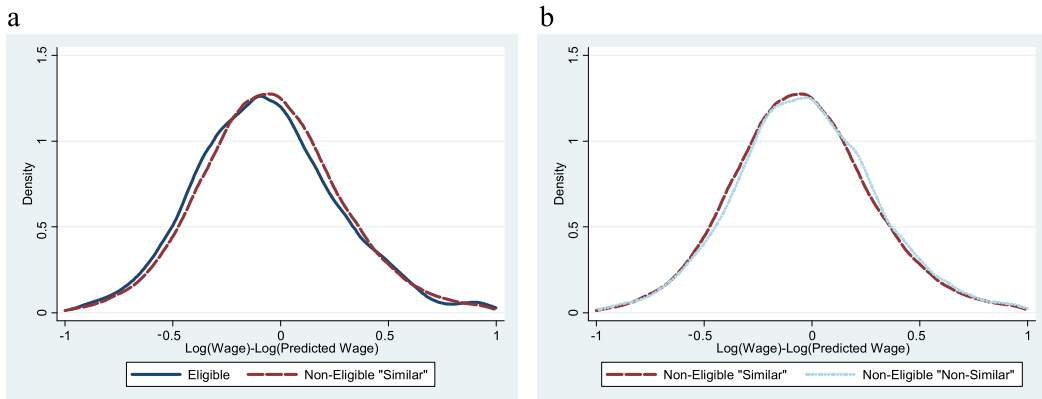 a
1.5
1
0.5
0
Density
-1 -0.5 0 0.5 1
Log(Wage)-Log(Predicted Wage)
Eligible Non-Eligible "Similar"
b
1.5
1
0.5
0
Density
-1 -0.5 0 0.5 1
Log(Wage)-Log(Predicted Wage)
Non-Eligible "Similar" Non-Eligible "Non-Similar"